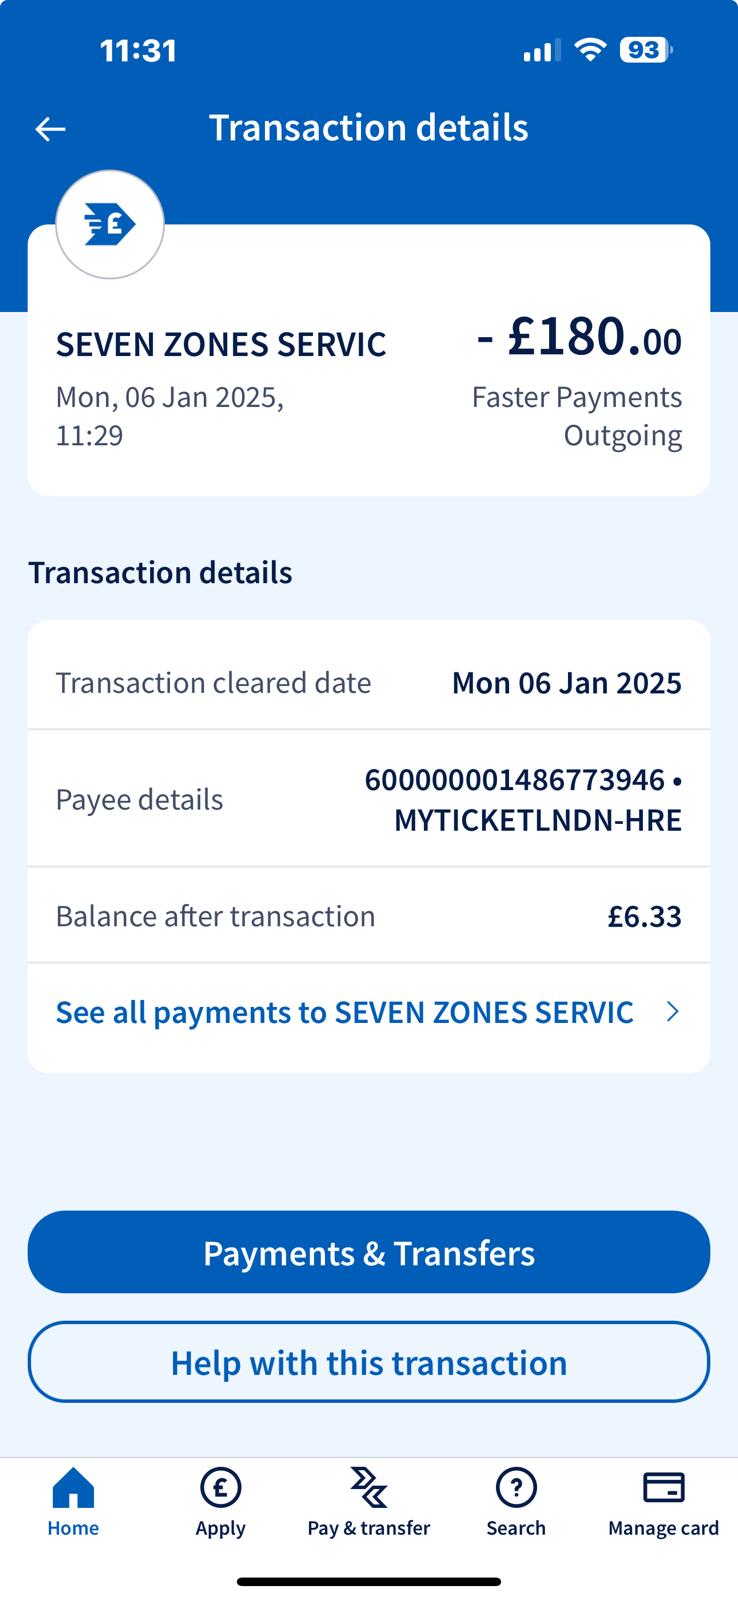 11:31
93
Transaction details
£
SEVEN ZONES SERVIC
- £180.00
Mon, 06 Jan 2025,
11:29
Faster Payments
Outgoing
Transaction details
Transaction cleared date
Mon 06 Jan 2025
Payee details
600000001486773946 •
MYTICKETLNDN-HRE
Balance after transaction
£6.33
See all payments to SEVEN ZONES SERVIC
Payments & Transfers
Help with this transaction
£
?
Home
Apply
Pay & transfer
Search
Manage card